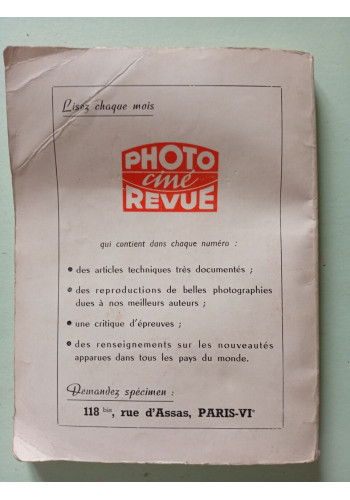 Lisez chaque mois
PHOTO
ciné
REVUE
qui contient dans chaque numéro :
• des articles techniques très documentés ;
• des reproductions de belles photographies
dues à nos meilleurs auteurs ;
• une critique d'épreuves ;
• des renseignements sur les nouveautés
apparues dans tous les pays du monde.
Demandez spécimen :
118 bis, rue d'Assas, PARIS-VIe